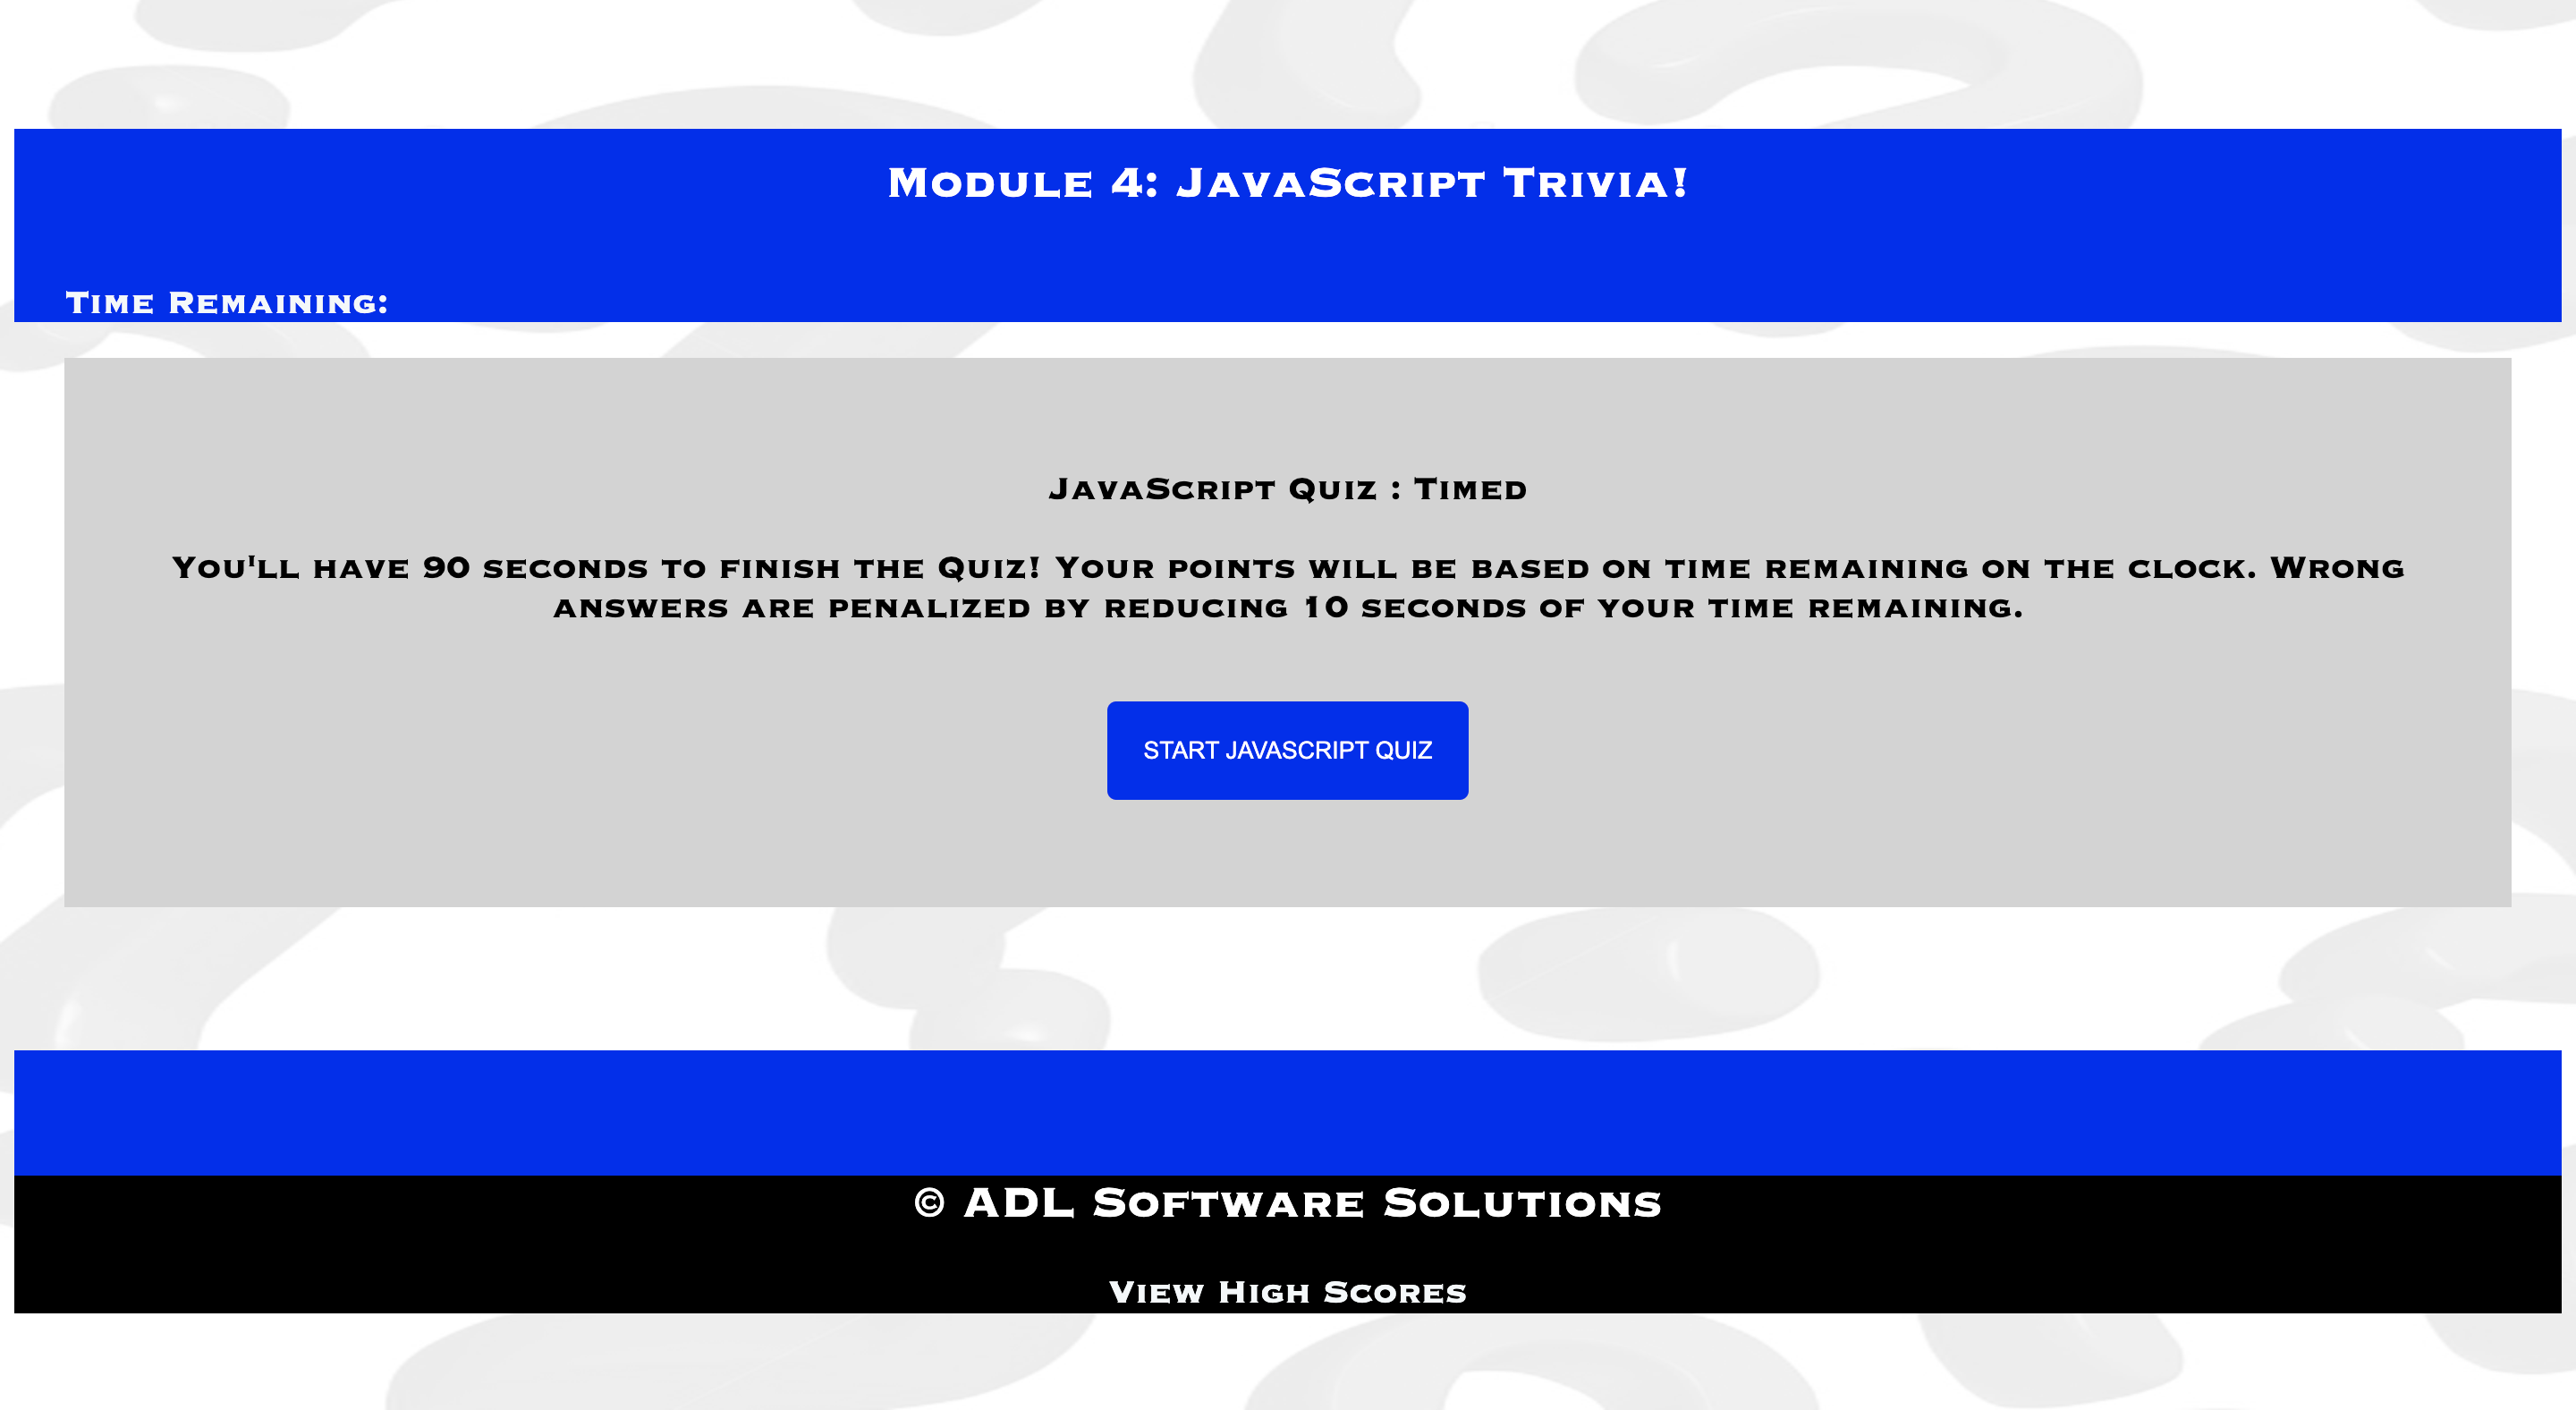 Module 4: JavaScript Trivia!
Time Remaining:
JavaScript Quiz : Timed
You'll have 90 seconds to finish the Quiz! Your points will be based on time remaining on the clock. Wrong
answers are penalized by reducing 10 seconds of your time remaining.
START JAVASCRIPT QUIZ
© ADL Software Solutions
View High Scores